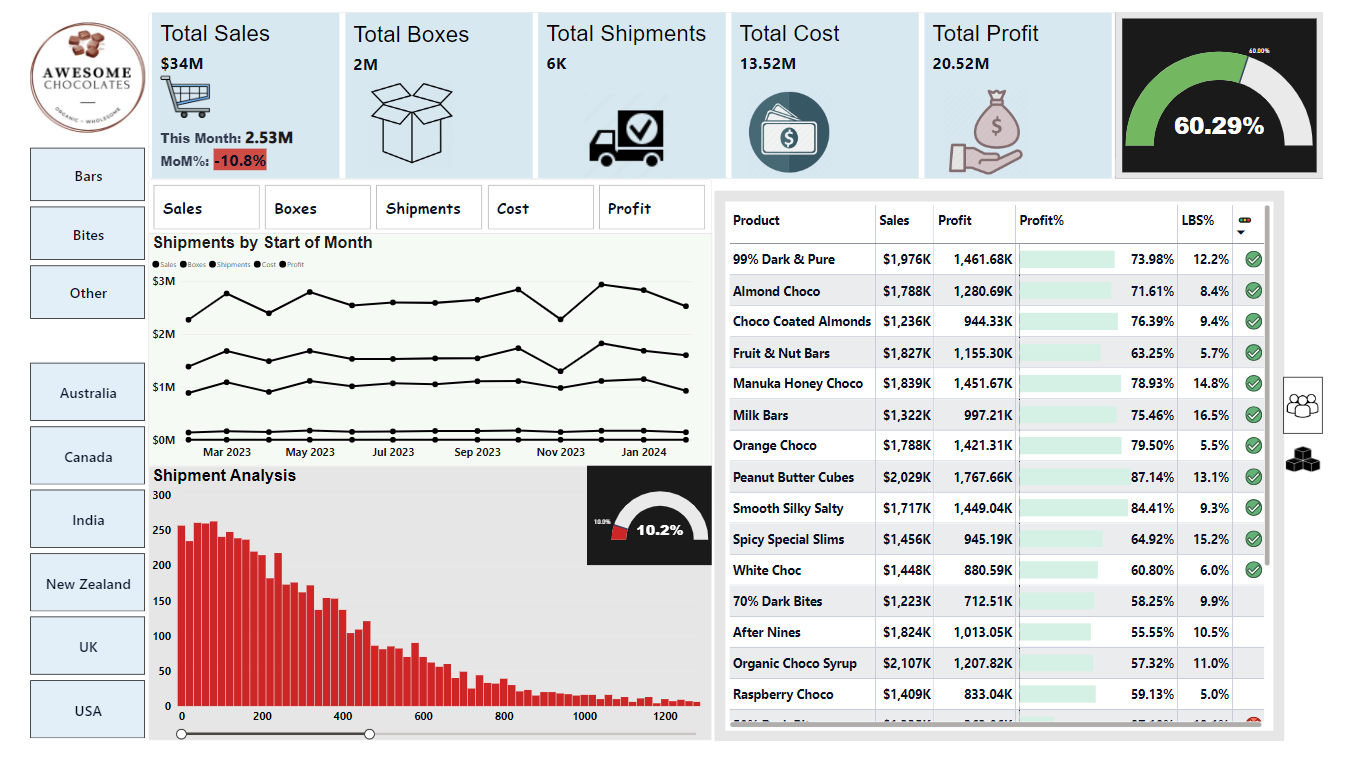 AWESOME
CHOCOLATES
ORGANIC - WHOLESOME
Total Sales
$34M
This Month: 2.53M
MoM%: -10.8%
Total Boxes
2M
Total Shipments
6K
Total Cost
13.52M
Total Profit
20.52M
60.00%
60.29%
Bars
Bites
Other
Australia
Canada
India
New Zealand
UK
USA
Sales
Boxes
Shipments
Cost
Profit
Shipments by Start of Month
Sales Boxes Shipments Cost Profit
$3M
$2M
$1M
$0M
Mar 2023 May 2023 Jul 2023 Sep 2023 Nov 2023 Jan 2024
Shipment Analysis
10.0%
10.2%
300
250
200
150
100
50
0
0 200 400 600 800 1000 1200
Product Sales Profit Profit% LBS%
99% Dark & Pure $1,976K 1,461.68K 73.98% 12.2%
Almond Choco $1,788K 1,280.69K 71.61% 8.4%
Choco Coated Almonds $1,236K 944.33K 76.39% 9.4%
Fruit & Nut Bars $1,827K 1,155.30K 63.25% 5.7%
Manuka Honey Choco $1,839K 1,451.67K 78.93% 14.8%
Milk Bars $1,322K 997.21K 75.46% 16.5%
Orange Choco $1,788K 1,421.31K 79.50% 5.5%
Peanut Butter Cubes $2,029K 1,767.66K 87.14% 13.1%
Smooth Silky Salty $1,717K 1,449.04K 84.41% 9.3%
Spicy Special Slims $1,456K 945.19K 64.92% 15.2%
White Choc $1,448K 880.59K 60.80% 6.0%
70% Dark Bites $1,223K 712.51K 58.25% 9.9%
After Nines $1,824K 1,013.05K 55.55% 10.5%
Organic Choco Syrup $2,107K 1,207.82K 57.32% 11.0%
Raspberry Choco $1,409K 833.04K 59.13% 5.0%